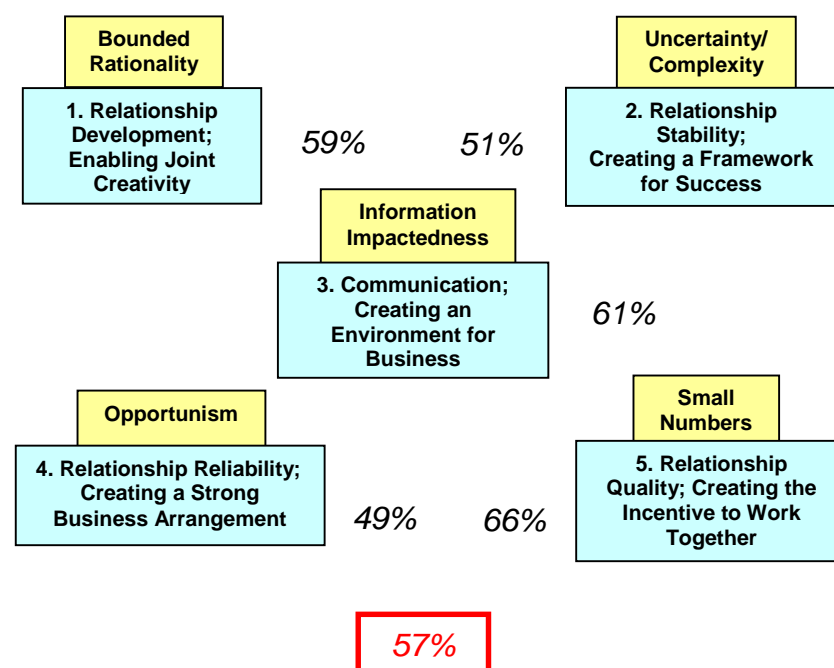 Bounded
Rationality
1. Relationship
Development;
Enabling Joint
Creativity
59%
51%
Uncertainty/
Complexity
2. Relationship
Stability;
Creating a Framework
for Success
Information
Impactedness
3. Communication;
Creating an
Environment for
Business
61%
Opportunism
4. Relationship Reliability;
Creating a Strong
Business Arrangement
49%
66%
Small
Numbers
5. Relationship
Quality; Creating the
Incentive to Work
Together
57%